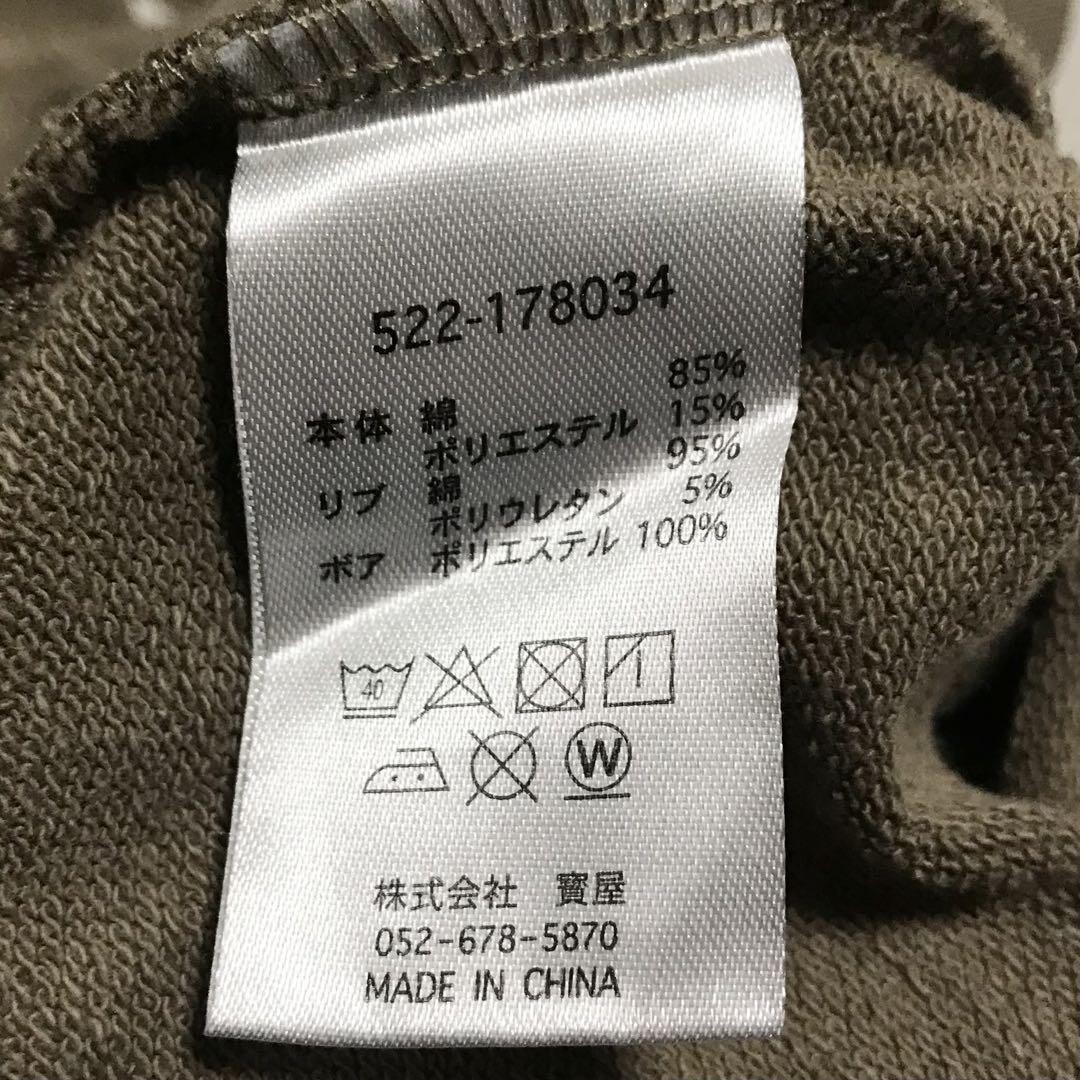 522-178034
本体 綿 85%
ポリエステル 15%
リブ 綿 95%
ポリウレタン 5%
ボア ポリエステル 100%
40
W
株式会社 寳屋
052-678-5870
MADE IN CHINA